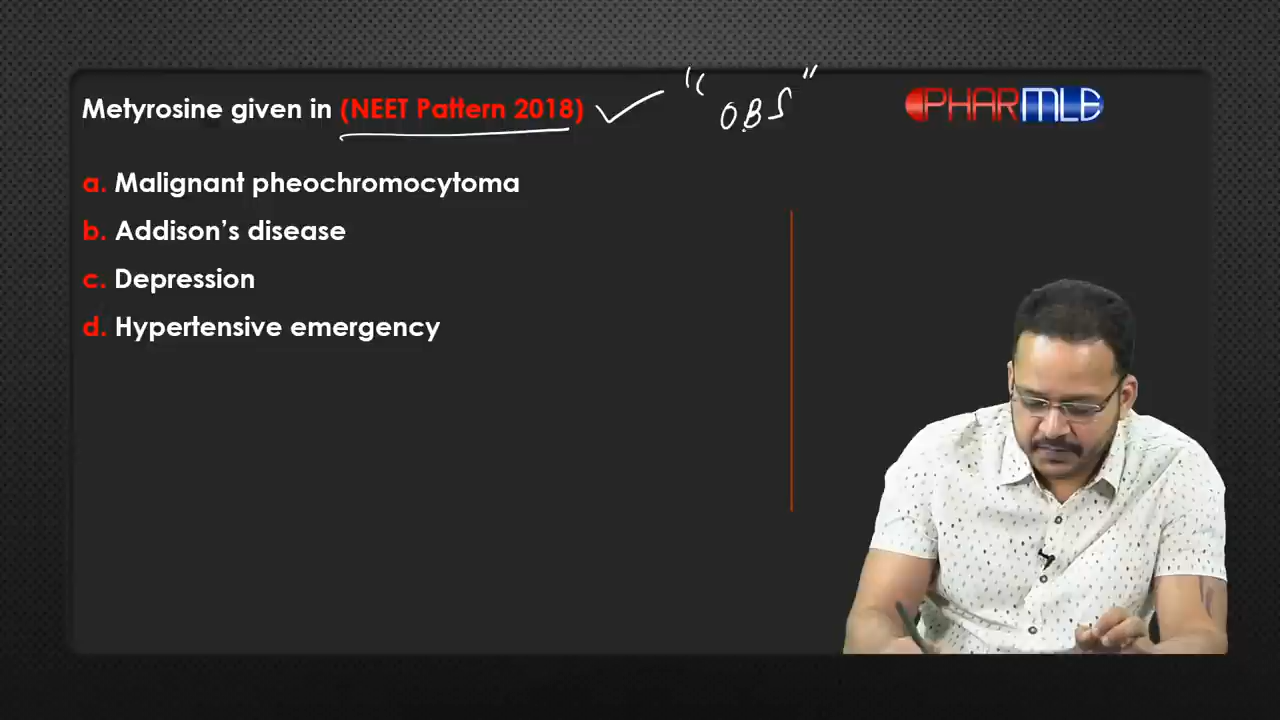 Metyrosine given in (NEET Pattern 2018) "OBS"
PHARMLE
a. Malignant pheochromocytoma
b. Addison's disease
c. Depression
d. Hypertensive emergency